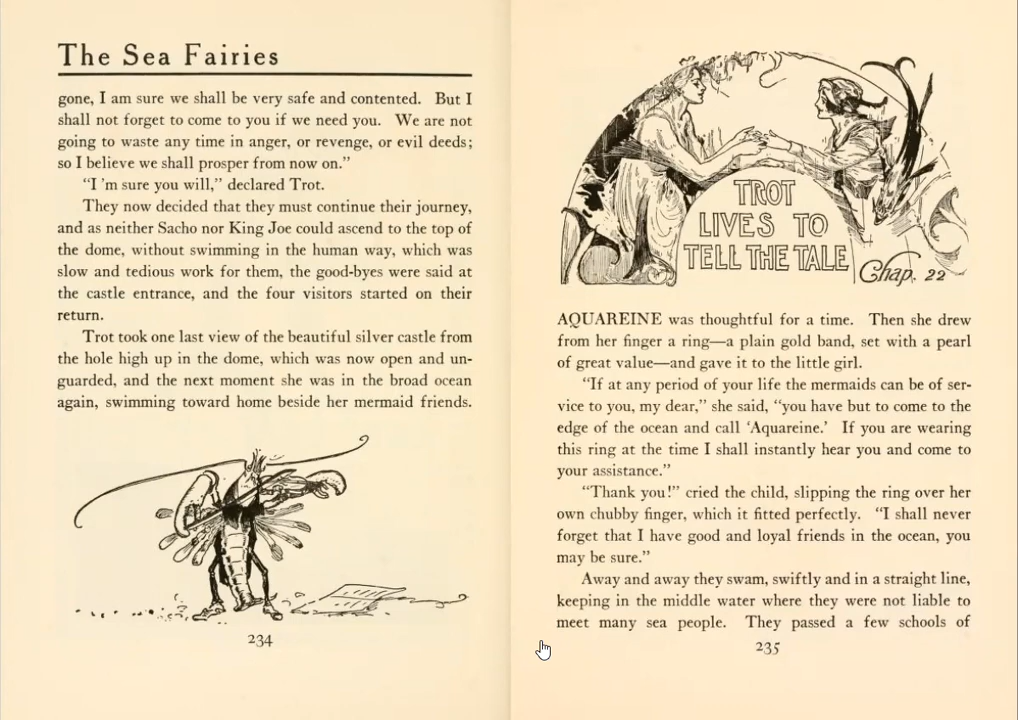 The Sea Fairies
gone, I am sure we shall be very safe and contented. But I
shall not forget to come to you if we need you. We are not
going to waste any time in anger, or revenge, or evil deeds;
so I believe we shall prosper from now on.”
“I ’m sure you will,” declared Trot.
They now decided that they must continue their journey,
and as neither Sacho nor King Joe could ascend to the top of
the dome, without swimming in the human way, which was
slow and tedious work for them, the good-byes were said at
the castle entrance, and the four visitors started on their
return.
Trot took one last view of the beautiful silver castle from
the hole high up in the dome, which was now open and un-
guarded, and the next moment she was in the broad ocean
again, swimming toward home beside her mermaid friends.
234
TROT
LIVES TO
TELL THE TALE
Chap. 22
AQUAREINE was thoughtful for a time. Then she drew
from her finger a ring—a plain gold band, set with a pearl
of great value—and gave it to the little girl.
“If at any period of your life the mermaids can be of ser-
vice to you, my dear,” she said, “you have but to come to the
edge of the ocean and call ‘Aquareine.’ If you are wearing
this ring at the time I shall instantly hear you and come to
your assistance.”
“Thank you!” cried the child, slipping the ring over her
own chubby finger, which it fitted perfectly. “I shall never
forget that I have good and loyal friends in the ocean, you
may be sure.”
Away and away they swam, swiftly and in a straight line,
keeping in the middle water where they were not liable to
meet many sea people. They passed a few schools of
235